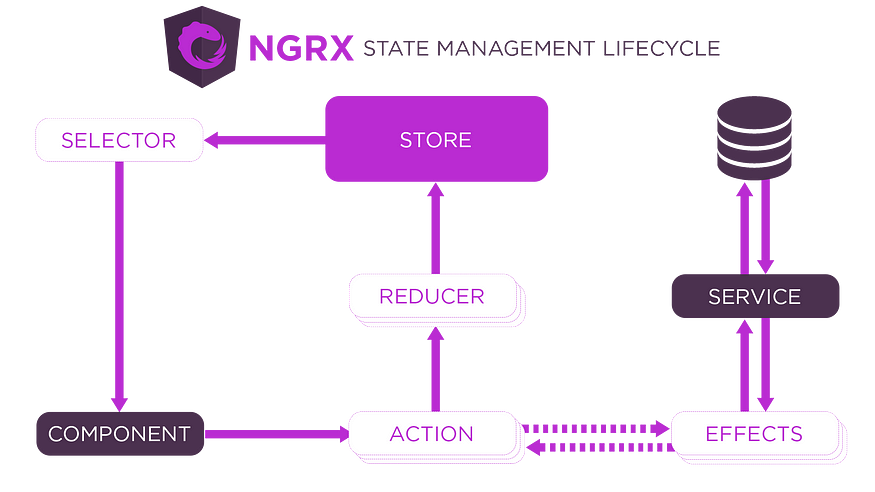 NGRX STATE MANAGEMENT LIFECYCLE
SELECTOR
STORE
REDUCER
SERVICE
COMPONENT
ACTION
EFFECTS